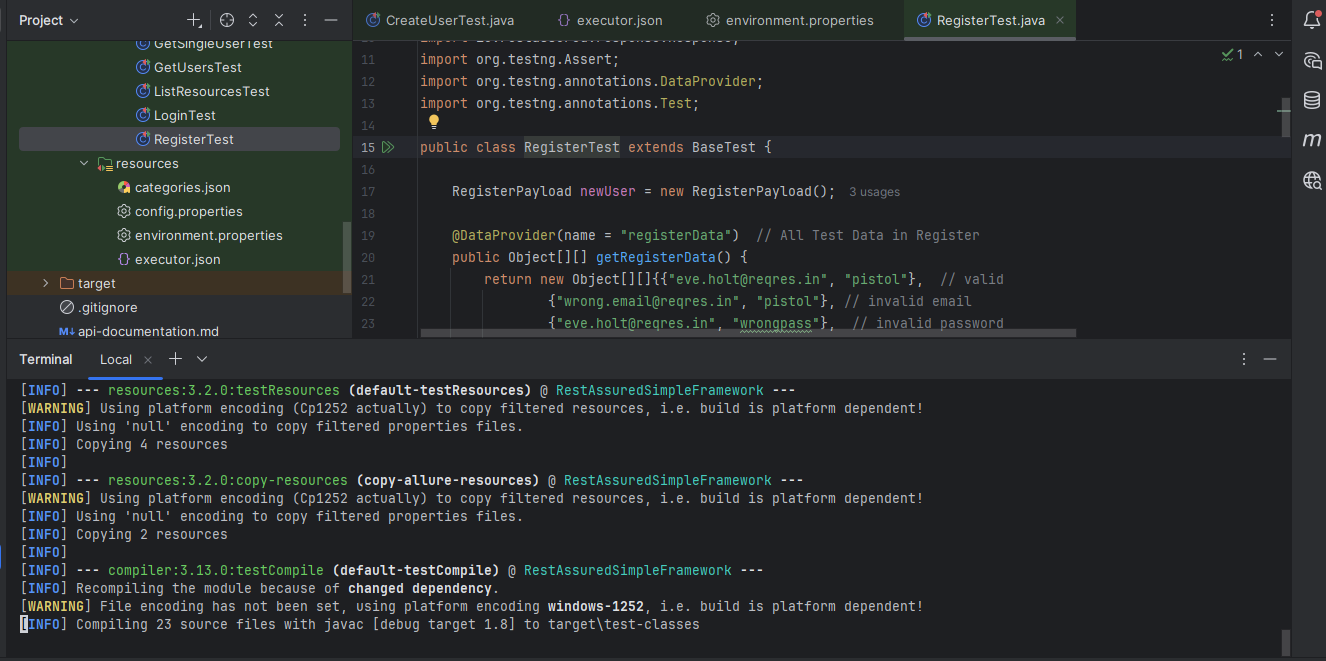 Project
CreateUserTest.java
executor.json
environment.properties
RegisterTest.java
GetSingleUserTest
GetUsersTest
ListResourcesTest
LoginTest
RegisterTest
resources
categories.json
config.properties
environment.properties
executor.json
target
.gitignore
api-documentation.md
1
11 import org.testng.Assert;
12 import org.testng.annotations.DataProvider;
13 import org.testng.annotations.Test;
14
15 public class RegisterTest extends BaseTest {
16
17 RegisterPayload newUser = new RegisterPayload(); 3 usages
18
19 @DataProvider(name = "registerData") // All Test Data in Register
20 public Object[][] getRegisterData() {
21 return new Object[][]{{"eve.holt@reqres.in", "pistol"}, // valid
22 {"wrong.email@reqres.in", "pistol"}, // invalid email
23 {"eve.holt@reqres.in", "wrongpass"}, // invalid password
Terminal Local
[INFO] --- resources:3.2.0:testResources (default-testResources) @ RestAssuredSimpleFramework ---
[WARNING] Using platform encoding (Cp1252 actually) to copy filtered resources, i.e. build is platform dependent!
[INFO] Using 'null' encoding to copy filtered properties files.
[INFO] Copying 4 resources
[INFO]
[INFO] --- resources:3.2.0:copy-resources (copy-allure-resources) @ RestAssuredSimpleFramework ---
[WARNING] Using platform encoding (Cp1252 actually) to copy filtered resources, i.e. build is platform dependent!
[INFO] Using 'null' encoding to copy filtered properties files.
[INFO] Copying 2 resources
[INFO]
[INFO] --- compiler:3.13.0:testCompile (default-testCompile) @ RestAssuredSimpleFramework ---
[INFO] Recompiling the module because of changed dependency.
[WARNING] File encoding has not been set, using platform encoding windows-1252, i.e. build is platform dependent!
[INFO] Compiling 23 source files with javac [debug target 1.8] to target\test-classes